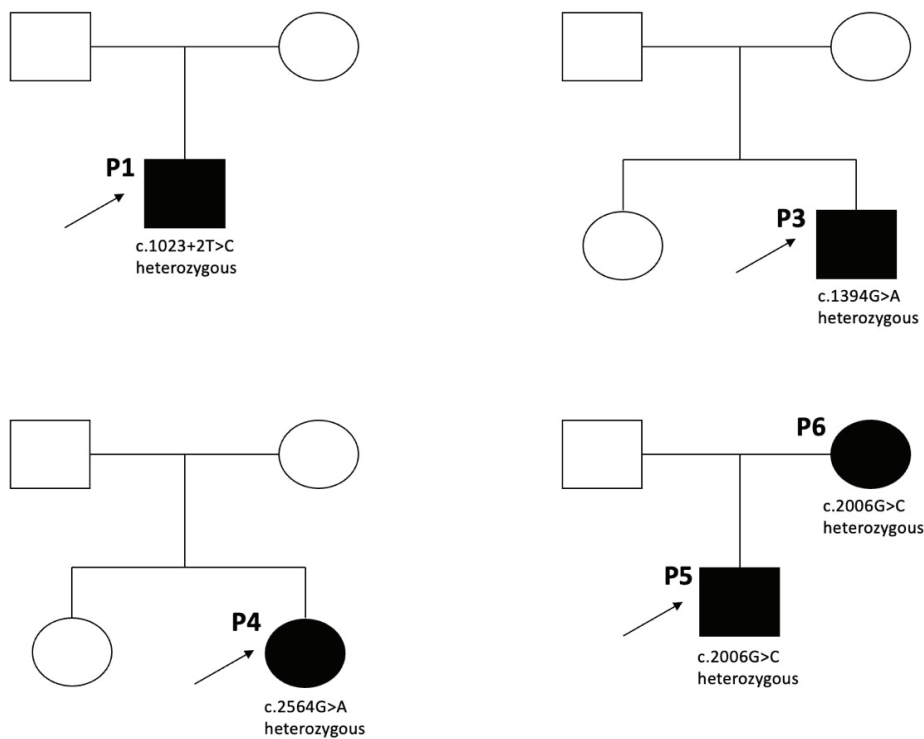 P1
c.1023+2T>C
heterozygous
P3
c.1394G>A
heterozygous
P4
c.2564G>A
heterozygous
P6
c.2006G>C
heterozygous
P5
c.2006G>C
heterozygous